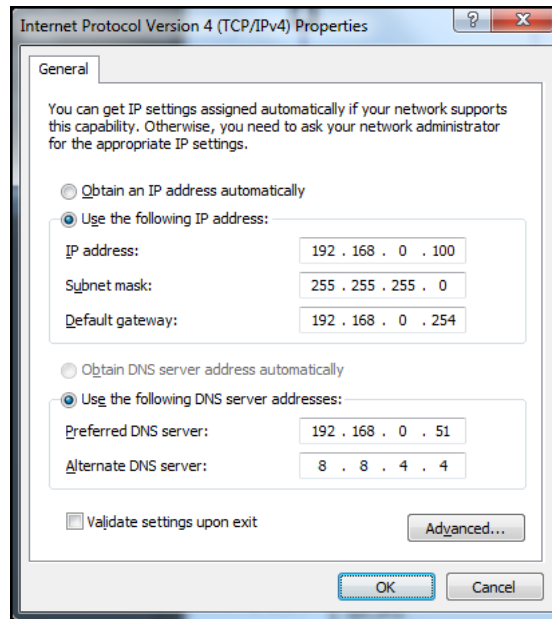 Internet Protocol Version 4 (TCP/IPv4) Properties
General
You can get IP settings assigned automatically if your network supports
this capability. Otherwise, you need to ask your network administrator
for the appropriate IP settings.
Obtain an IP address automatically
Use the following IP address:
IP address: 192 . 168 . 0 . 100
Subnet mask: 255 . 255 . 255 . 0
Default gateway: 192 . 168 . 0 . 254
Obtain DNS server address automatically
Use the following DNS server addresses:
Preferred DNS server: 192 . 168 . 0 . 51
Alternate DNS server: 8 . 8 . 4 . 4
Validate settings upon exit
Advanced...
OK Cancel